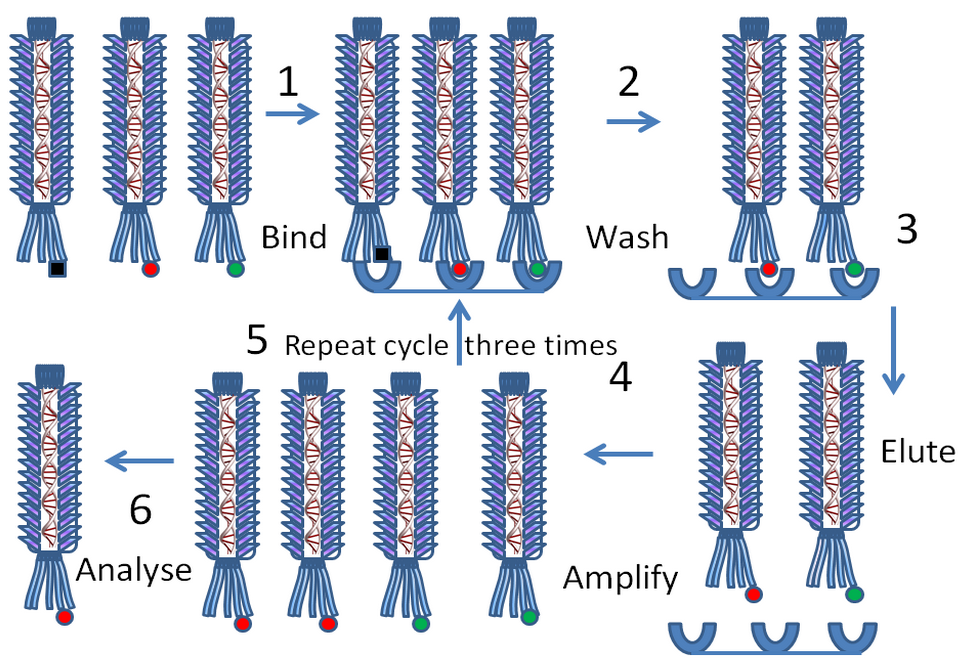 1
2
Bind
Wash
3
5 Repeat cycle three times
4
Elute
6
Analyse
Amplify